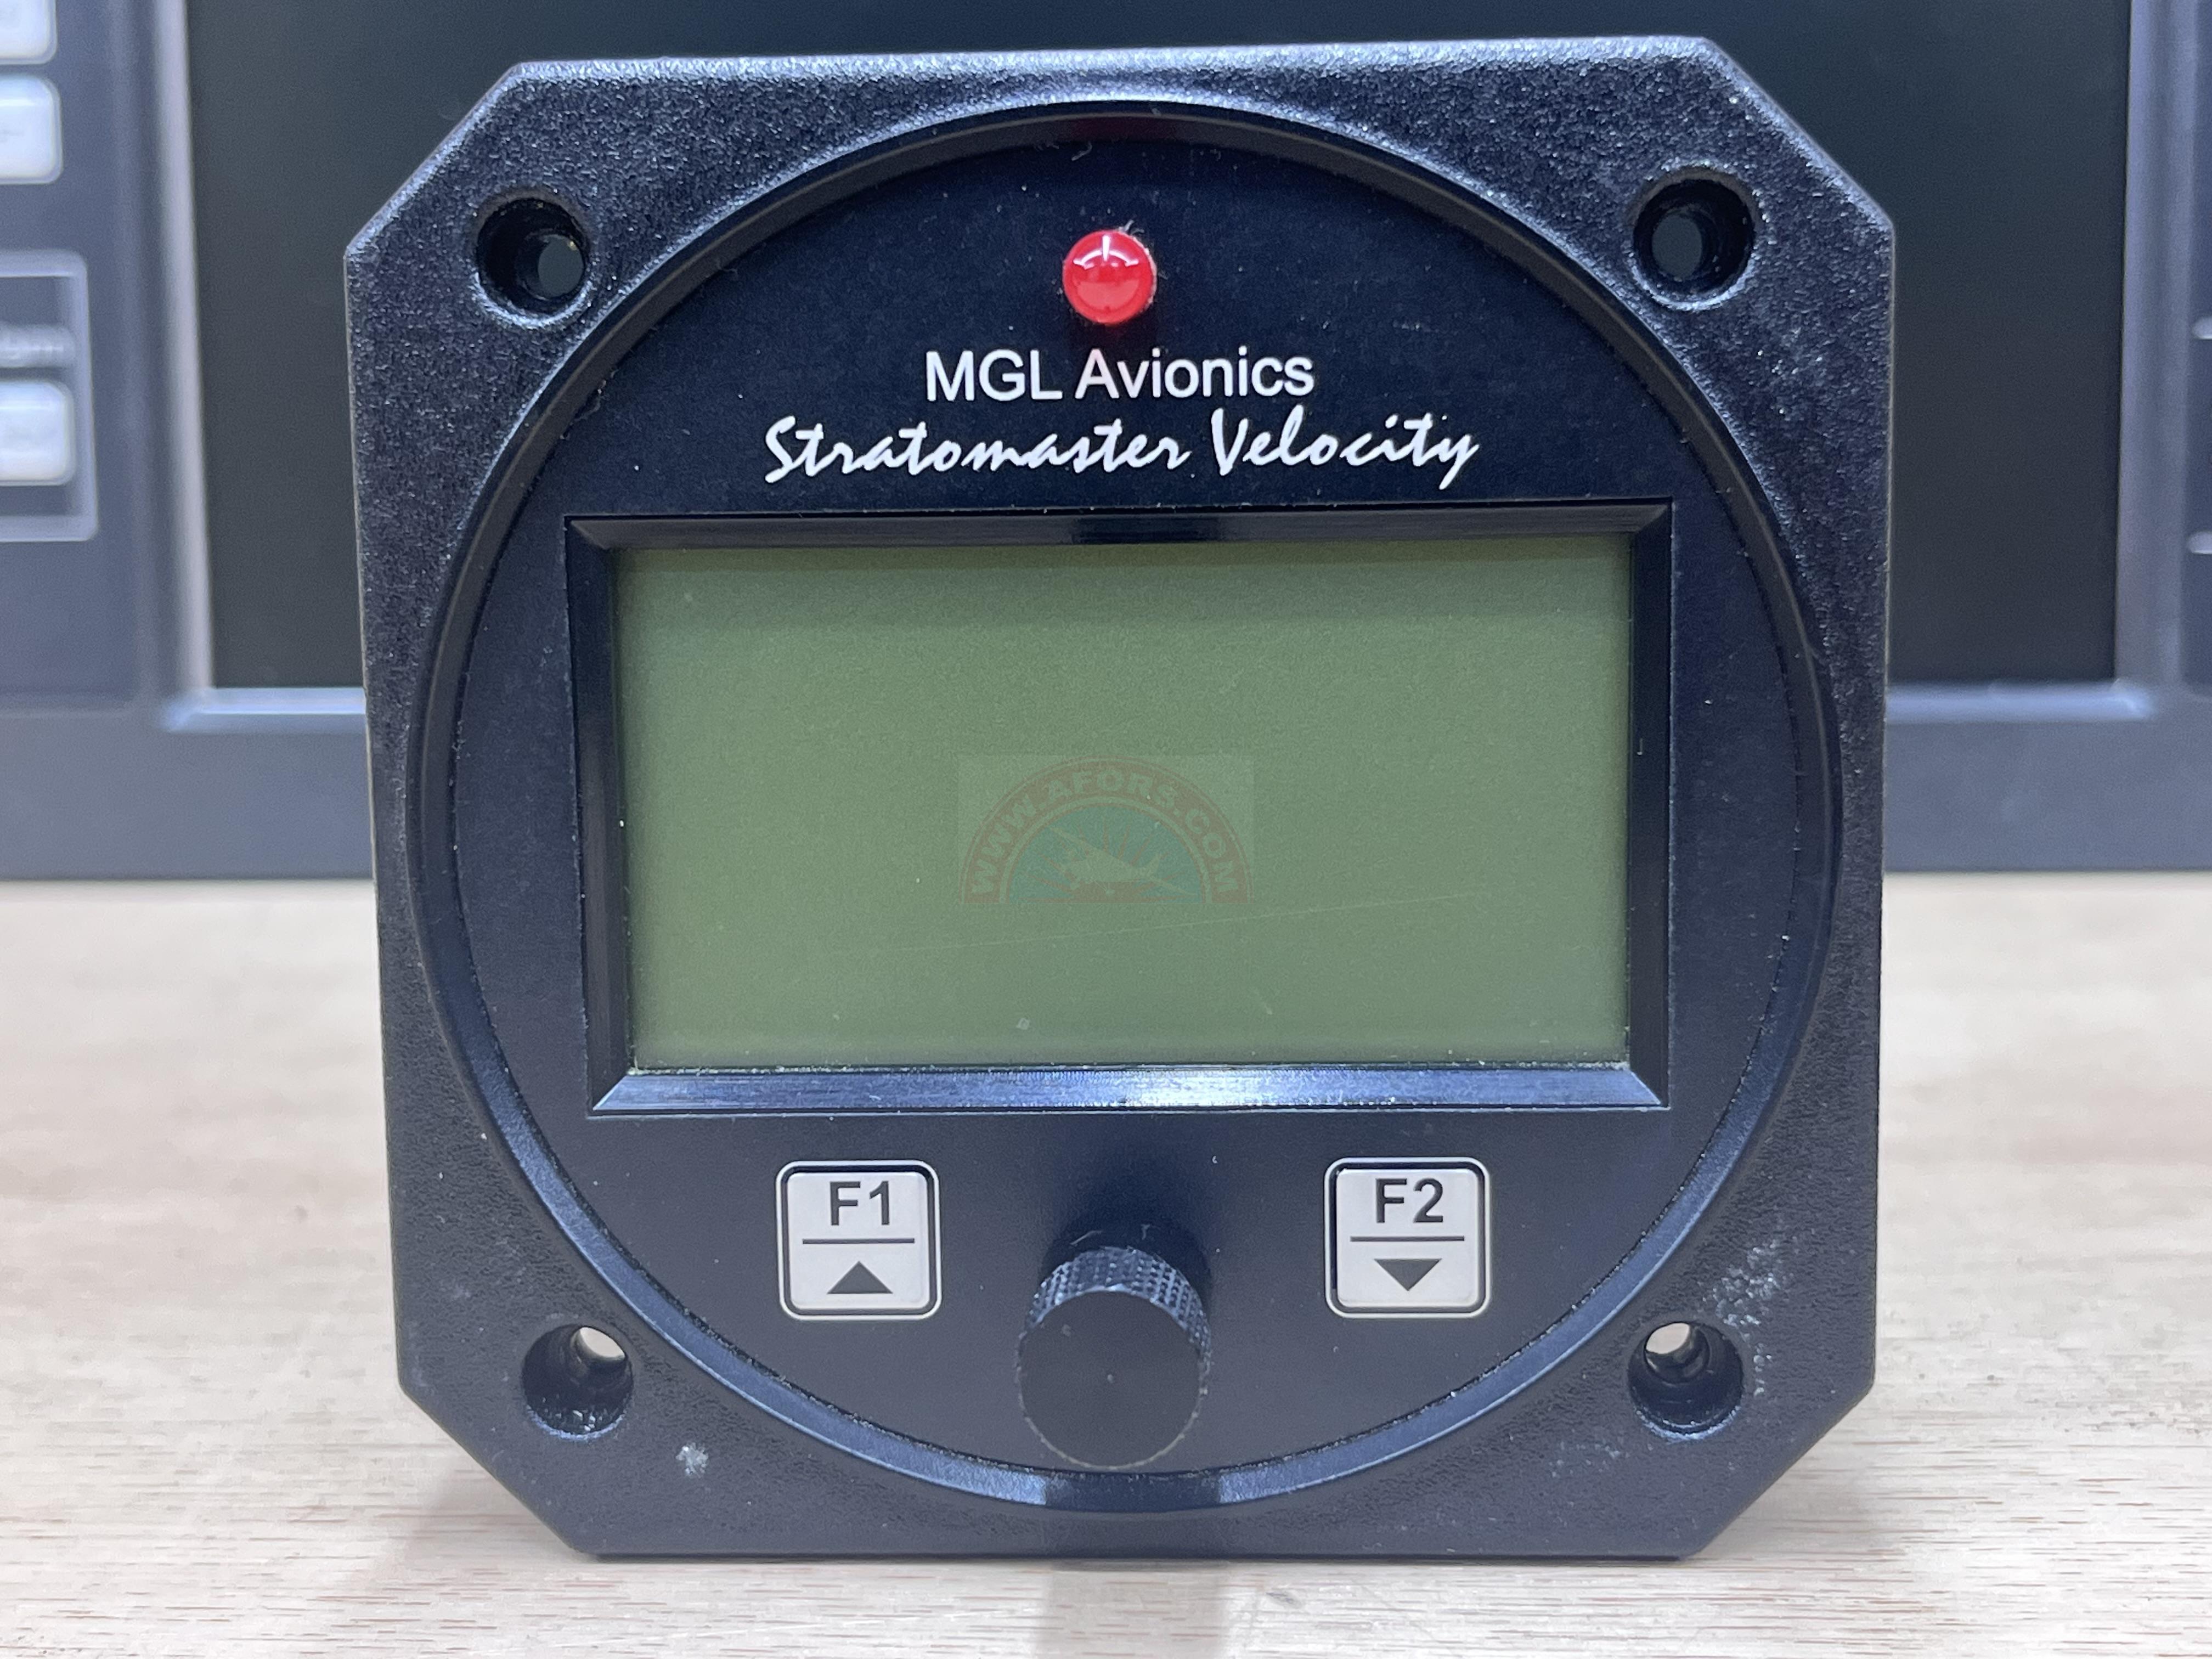 MGL Avionics
Stratomaster Velocity
WWW.AFORS.COM
F1
F2